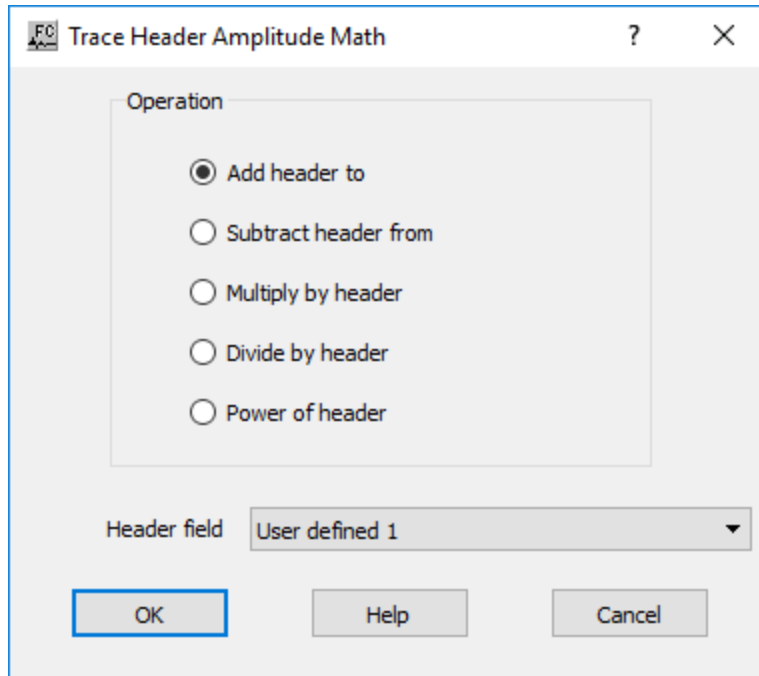 FC
Trace Header Amplitude Math
?
Operation
Add header to
Subtract header from
Multiply by header
Divide by header
Power of header
Header field
User defined 1
OK
Help
Cancel